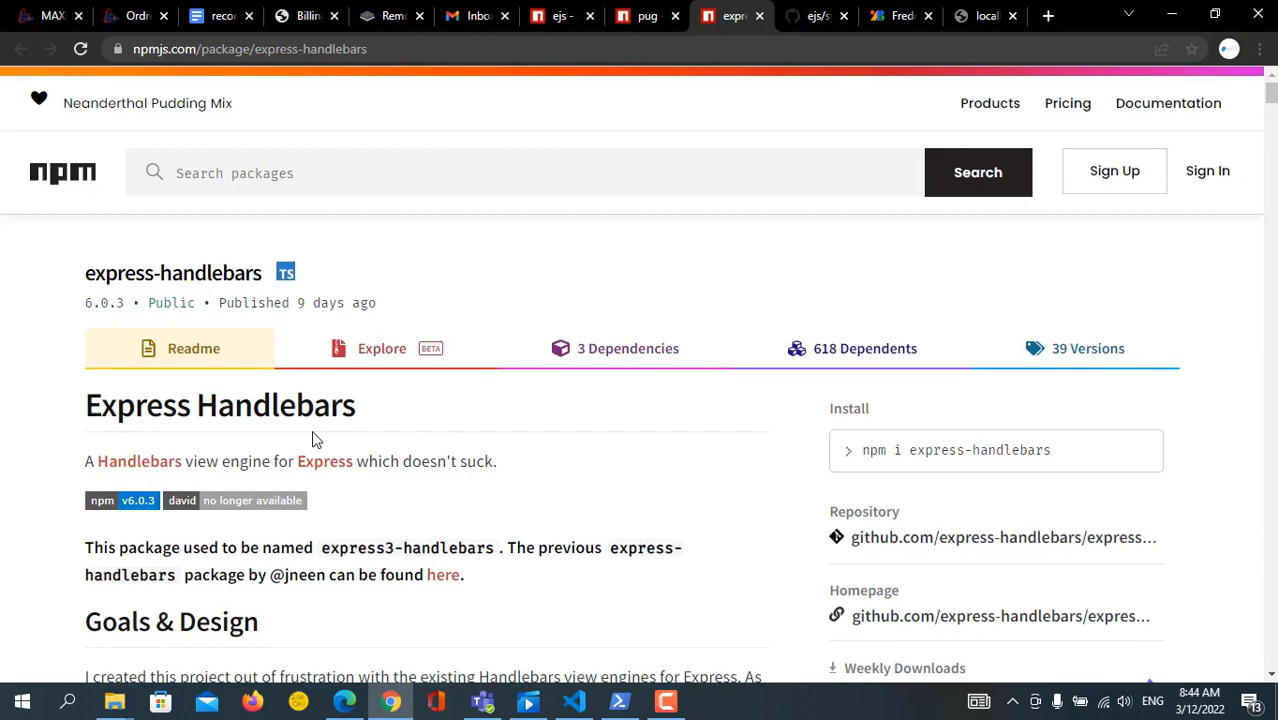 MAX
Ordr
recor
Billin
Remo
Inbo
ejs -
pug -
expre
ejs/s
Fred
local
npmjs.com/package/express-handlebars
Neanderthal Pudding Mix
Products Pricing Documentation
npm
Search packages
Search
Sign Up
Sign In
express-handlebars TS
6.0.3 • Public • Published 9 days ago
Readme
Explore BETA
3 Dependencies
618 Dependents
39 Versions
Express Handlebars
A Handlebars view engine for Express which doesn't suck.
npm v6.0.3 david no longer available
This package used to be named express3-handlebars. The previous express-
handlebars package by @jneen can be found here.
Goals & Design
I created this project out of frustration with the existing Handlebars view engines for Express. As
Install
> npm i express-handlebars
Repository
github.com/express-handlebars/express...
Homepage
github.com/express-handlebars/expres...
Weekly Downloads
ENG
8:44 AM
3/12/2022
13